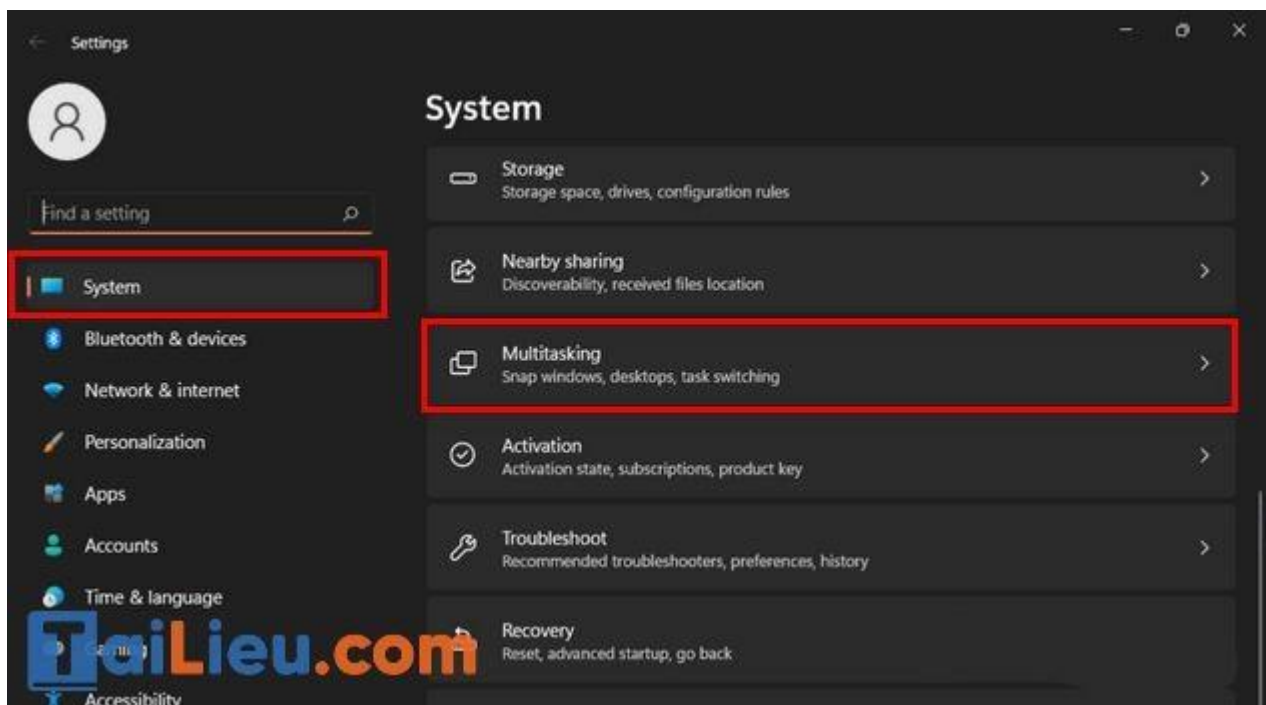 Settings
Find a setting
System
Bluetooth & devices
Network & internet
Personalization
Apps
Accounts
Time & language
Gaming
Accessibility
System
Storage
Storage space, drives, configuration rules
Nearby sharing
Discoverability, received files location
Multitasking
Snap windows, desktops, task switching
Activation
Activation state, subscriptions, product key
Troubleshoot
Recommended troubleshooters, preferences, history
Recovery
Reset, advanced startup, go back
TaiLieu.com